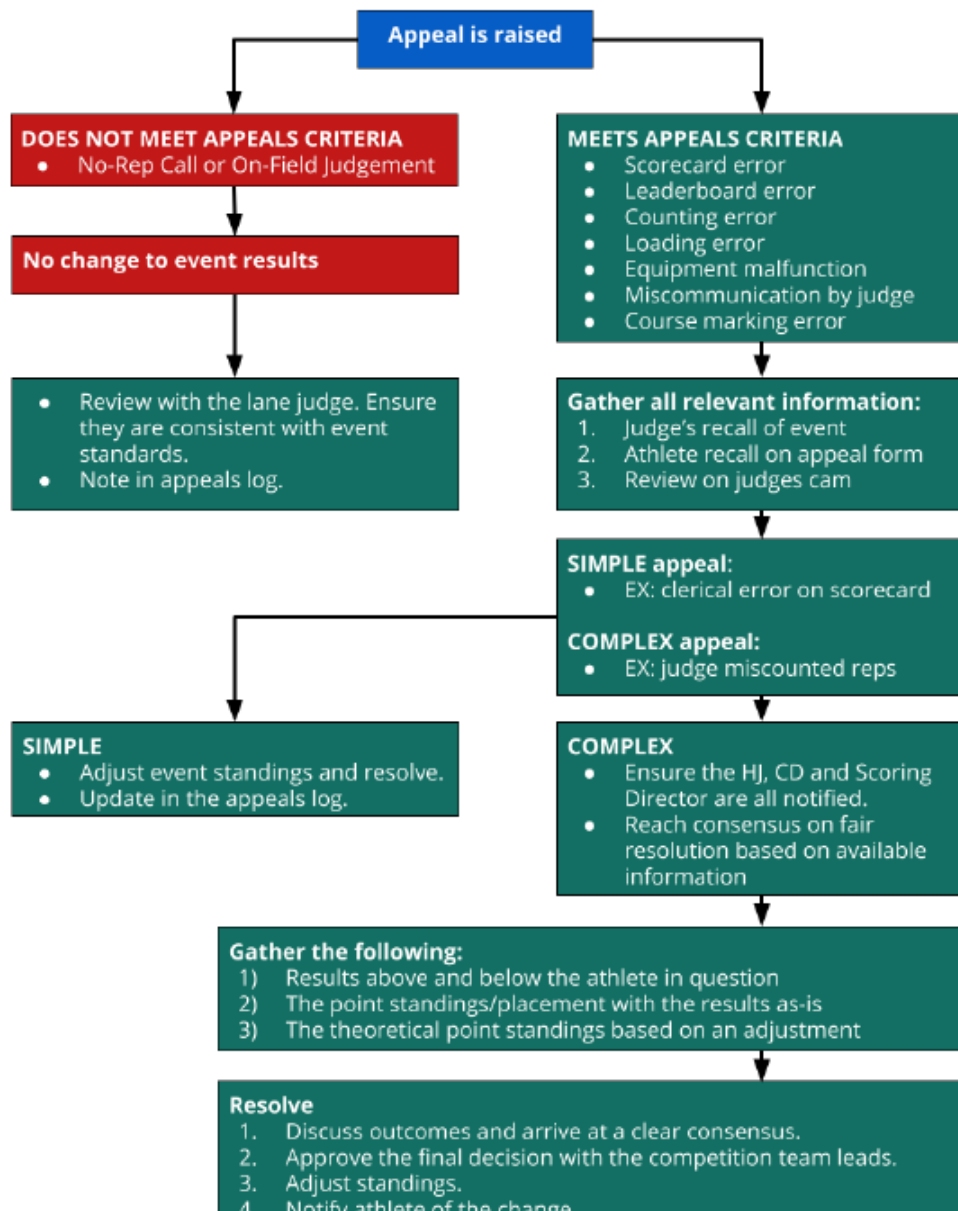 Appeal is raised
DOES NOT MEET APPEALS CRITERIA
● No-Rep Call or On-Field Judgement
No change to event results
● Review with the lane judge. Ensure
they are consistent with event
standards.
● Note in appeals log.
MEETS APPEALS CRITERIA
● Scorecard error
● Leaderboard error
● Counting error
● Loading error
● Equipment malfunction
● Miscommunication by judge
● Course marking error
Gather all relevant information:
1. Judge's recall of event
2. Athlete recall on appeal form
3. Review on judges cam
SIMPLE appeal:
● EX: clerical error on scorecard
COMPLEX appeal:
● EX: judge miscounted reps
SIMPLE
● Adjust event standings and resolve.
● Update in the appeals log.
COMPLEX
● Ensure the HJ, CD and Scoring
Director are all notified.
● Reach consensus on fair
resolution based on available
information
Gather the following:
1) Results above and below the athlete in question
2) The point standings/placement with the results as-is
3) The theoretical point standings based on an adjustment
Resolve
1. Discuss outcomes and arrive at a clear consensus.
2. Approve the final decision with the competition team leads.
3. Adjust standings.
4. Notify athlete of the change